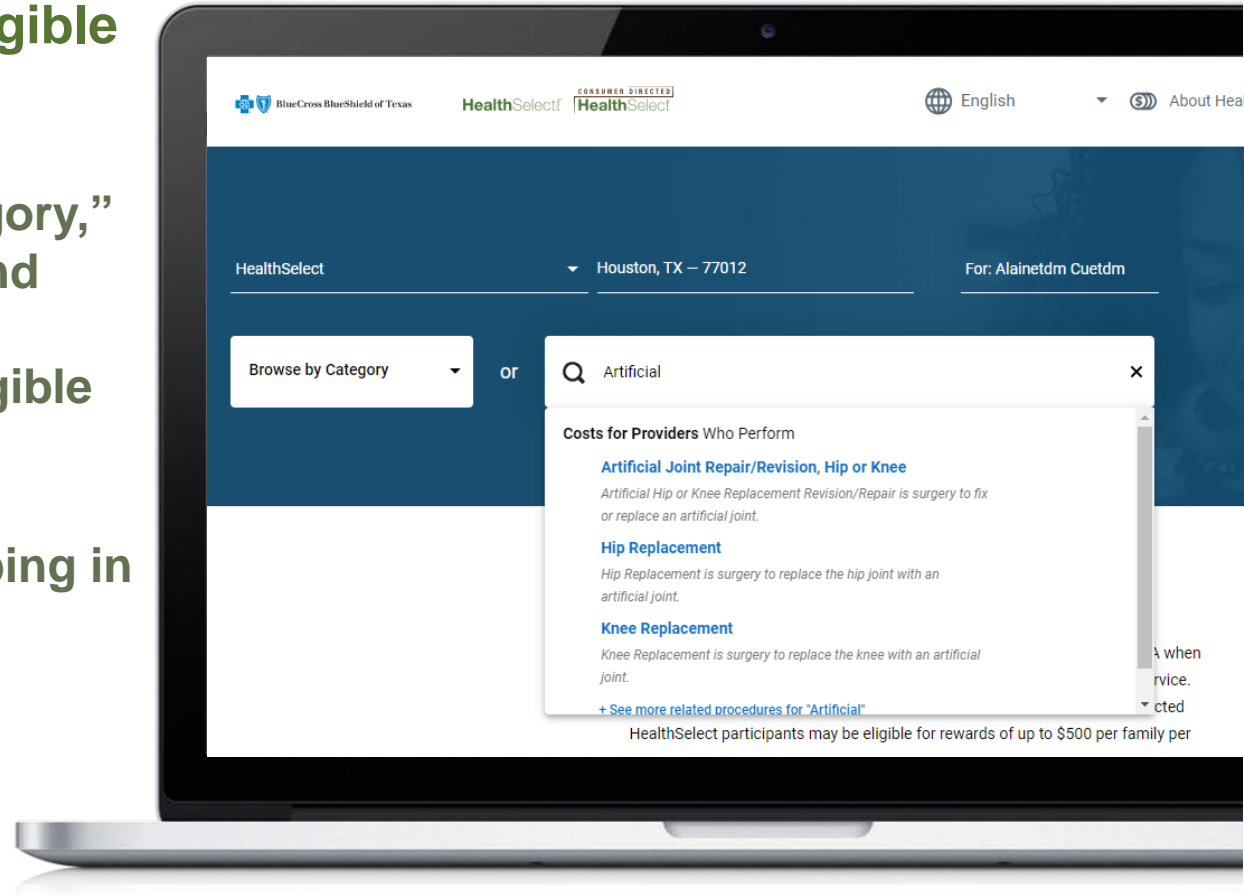 gible
gory,”
nd
gible
ping in
BlueCross BlueShield of Texas
HealthSelect
CONSUMER DIRECTED
HealthSelect
English
About Heal
HealthSelect
Houston, TX — 77012
For: Alainetdm Cuetdm
Browse by Category
or
Artificial
Costs for Providers Who Perform
Artificial Joint Repair/Revision, Hip or Knee
Artificial Hip or Knee Replacement Revision/Repair is surgery to fix
or replace an artificial joint.
Hip Replacement
Hip Replacement is surgery to replace the hip joint with an
artificial joint.
Knee Replacement
Knee Replacement is surgery to replace the knee with an artificial
joint.
+ See more related procedures for "Artificial"
A when
rvice.
cted
HealthSelect participants may be eligible for rewards of up to $500 per family per